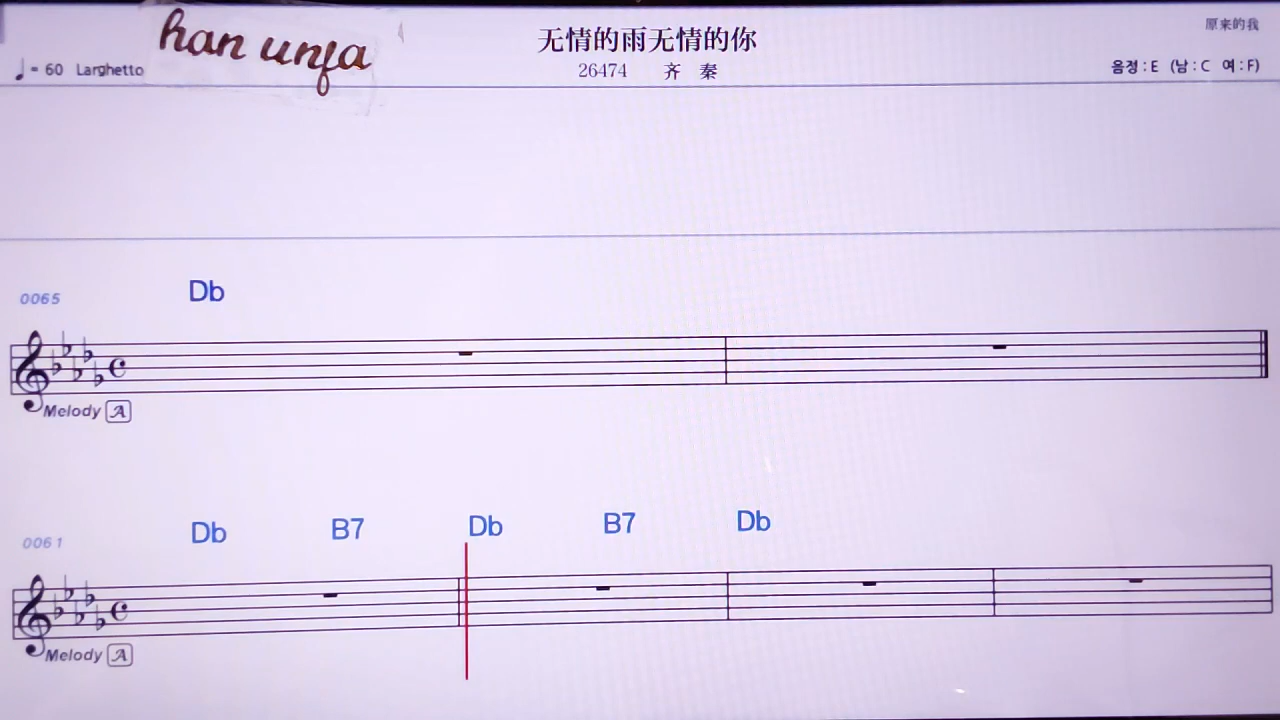 han unfa
无情的雨无情的你
原来的我
♩= 60 Larghetto
26474 齐 秦
음정 : E (남 : C 여 : F)
0065
Db
Melody A
0061
Db B7 Db B7 Db
Melody A